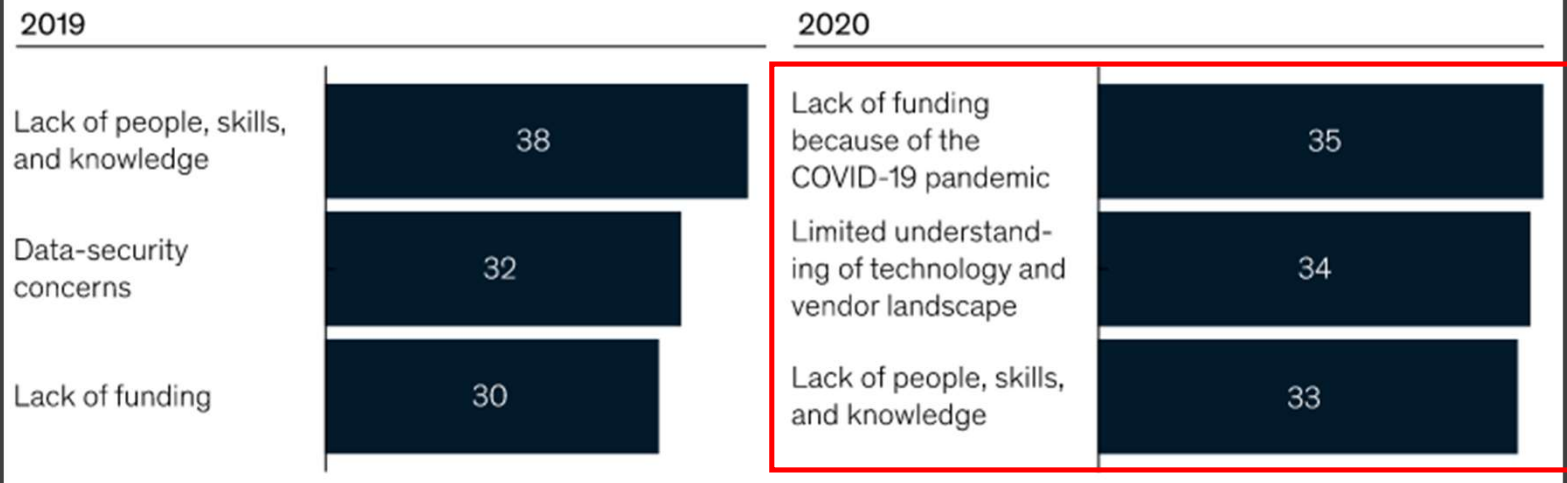 2019
Lack of people, skills,
and knowledge
38
Data-security
concerns
32
Lack of funding
30
2020
Lack of funding
because of the
COVID-19 pandemic
35
Limited understand-
ing of technology and
vendor landscape
34
Lack of people, skills,
and knowledge
33